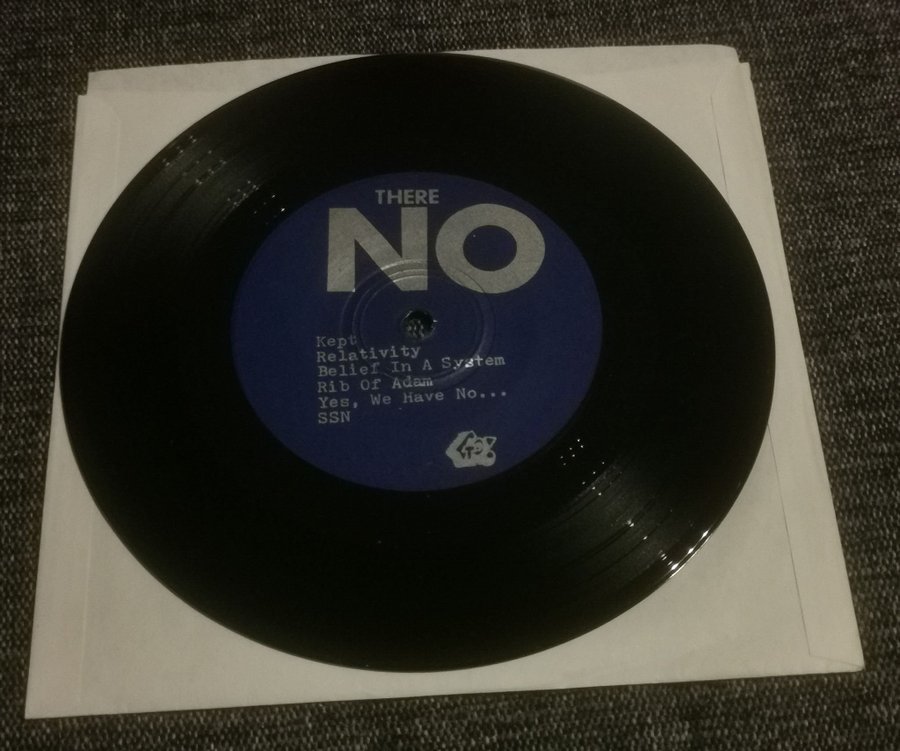 THERE
NO
Kept
Relativity
Belief In A System
Rib Of Adam
Yes, We Have No...
SSN